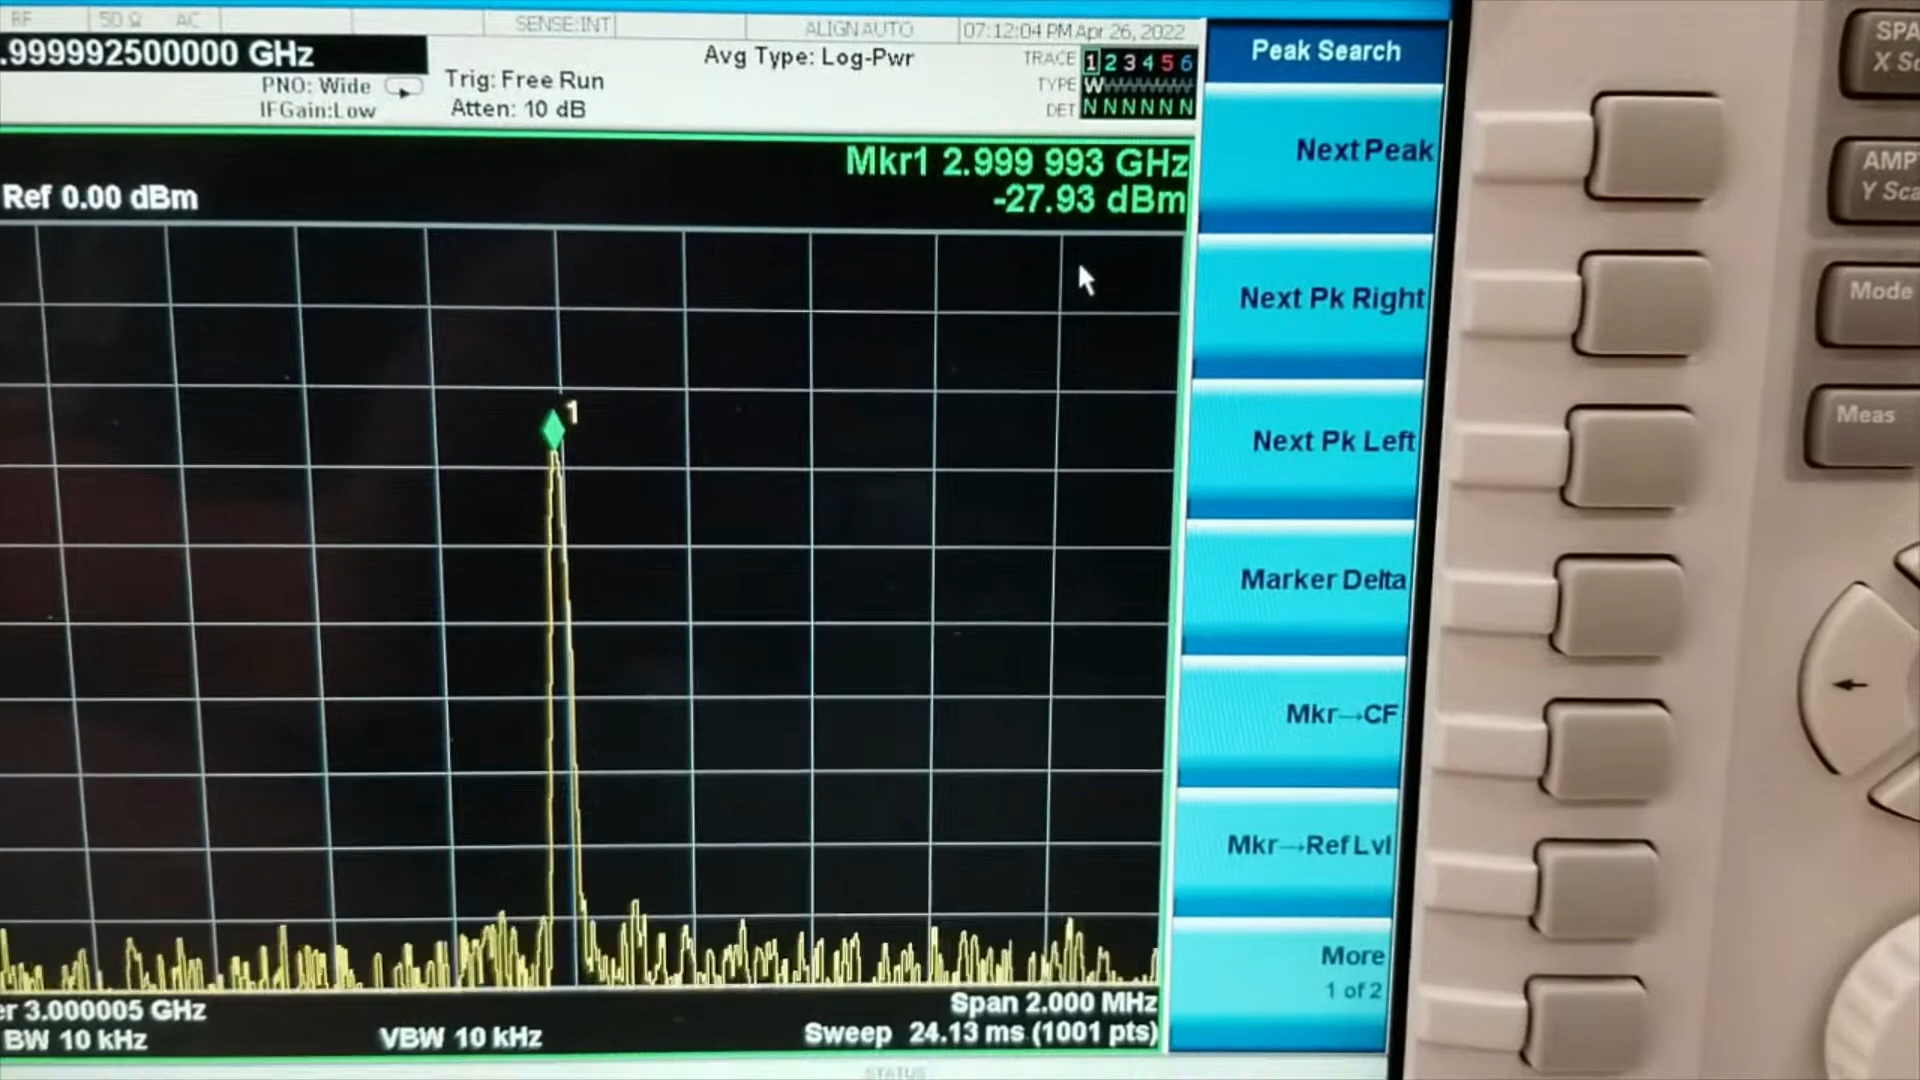 RF 50 Ω AC SENSE:INT ALIGN AUTO 07:12:04 PM Apr 26, 2022
.999992500000 GHz
PNO: Wide Trig: Free Run
IFGain:Low Atten: 10 dB
Avg Type: Log-Pwr
TRACE 1 2 3 4 5 6
TYPE W W W W W W
DET N N N N N N
Mkr1 2.999 993 GHz
-27.93 dBm
Ref 0.00 dBm
1
er 3.000005 GHz Span 2.000 MHz
BW 10 kHz VBW 10 kHz Sweep 24.13 ms (1001 pts)
STATUS
Peak Search
Next Peak
Next Pk Right
Next Pk Left
Marker Delta
Mkr→CF
Mkr→Ref Lvl
More
1 of 2
SPA
X Sc
AMP
Y Sca
Mode
Meas